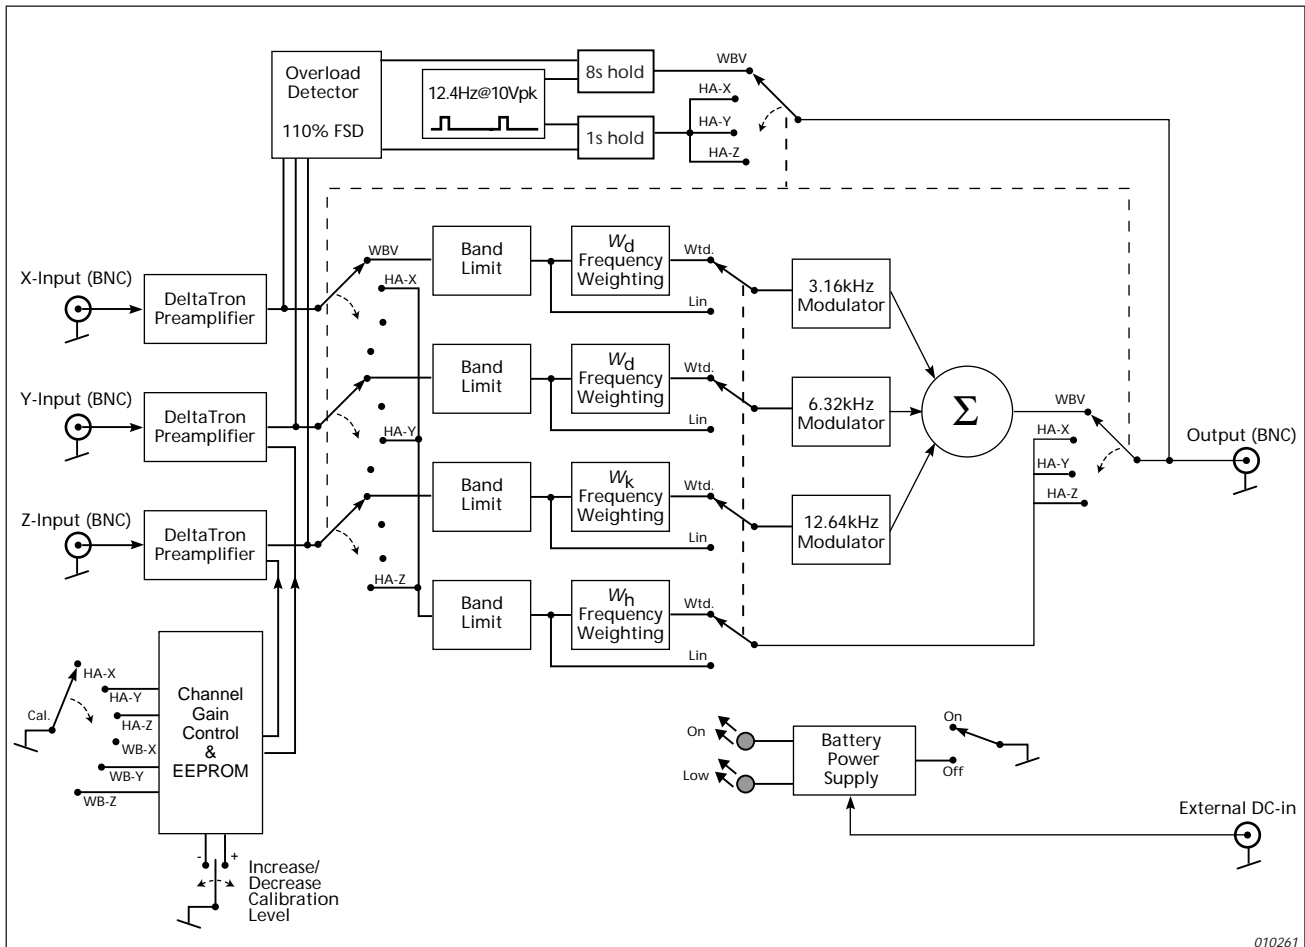 Overload
Detector
110% FSD
12.4Hz@10Vpk
8s hold
1s hold
WBV
HA-X
HA-Y
HA-Z
X-Input (BNC)
DeltaTron
Preamplifier
WBV
HA-X
Band
Limit
Wd
Frequency
Weighting
Wtd.
Lin
3.16kHz
Modulator
Y-Input (BNC)
DeltaTron
Preamplifier
HA-Y
Band
Limit
Wd
Frequency
Weighting
Wtd.
Lin
6.32kHz
Modulator
Σ
WBV
HA-X
HA-Y
HA-Z
Output (BNC)
Z-Input (BNC)
DeltaTron
Preamplifier
HA-Z
Band
Limit
Wk
Frequency
Weighting
Wtd.
Lin
12.64kHz
Modulator
Band
Limit
Wh
Frequency
Weighting
Wtd.
Lin
Cal.
HA-X
HA-Y
HA-Z
WB-X
WB-Y
WB-Z
Channel
Gain
Control
&
EEPROM
- +
Increase/
Decrease
Calibration
Level
On
Low
Battery
Power
Supply
On
Off
External DC-in
010261